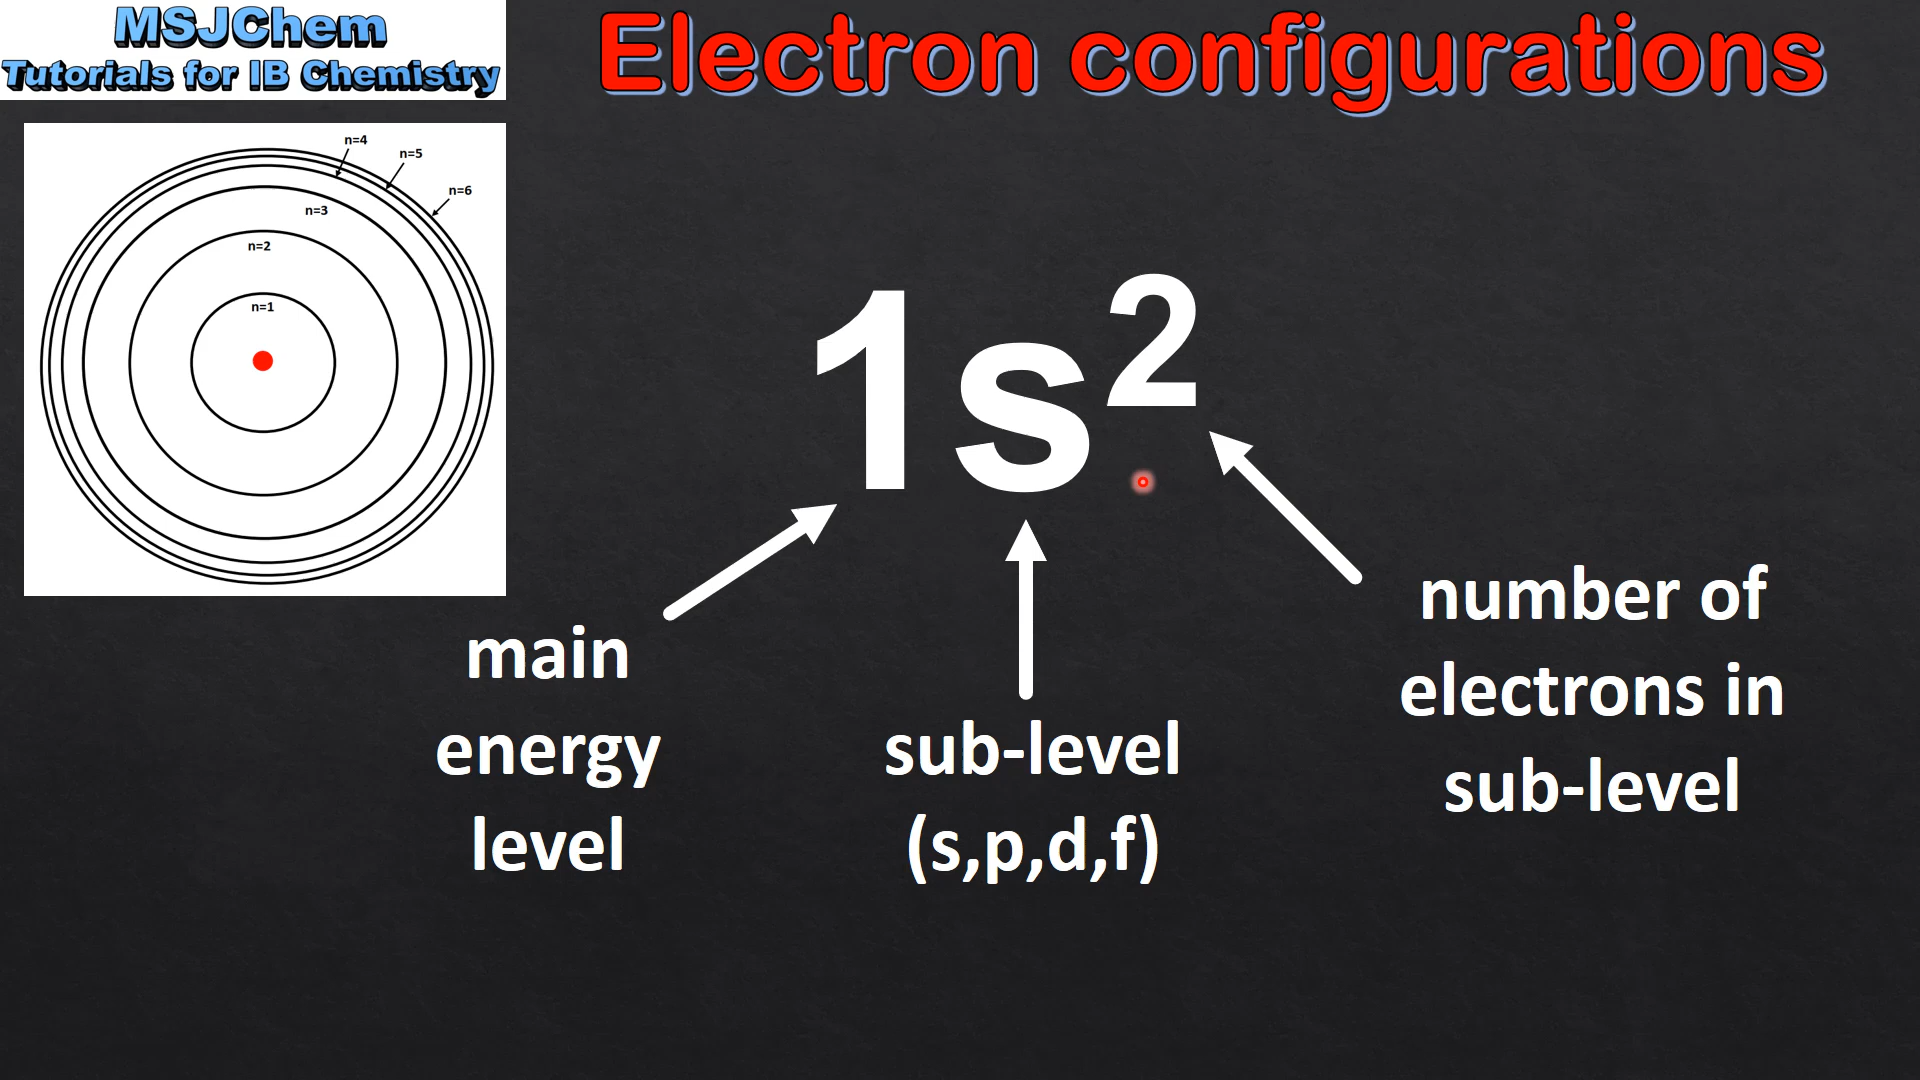 MSJChem
Tutorials for IB Chemistry
Electron configurations
n=4
n=5
n=6
n=3
n=2
n=1
1s²
main
energy
level
sub-level
(s,p,d,f)
number of
electrons in
sub-level